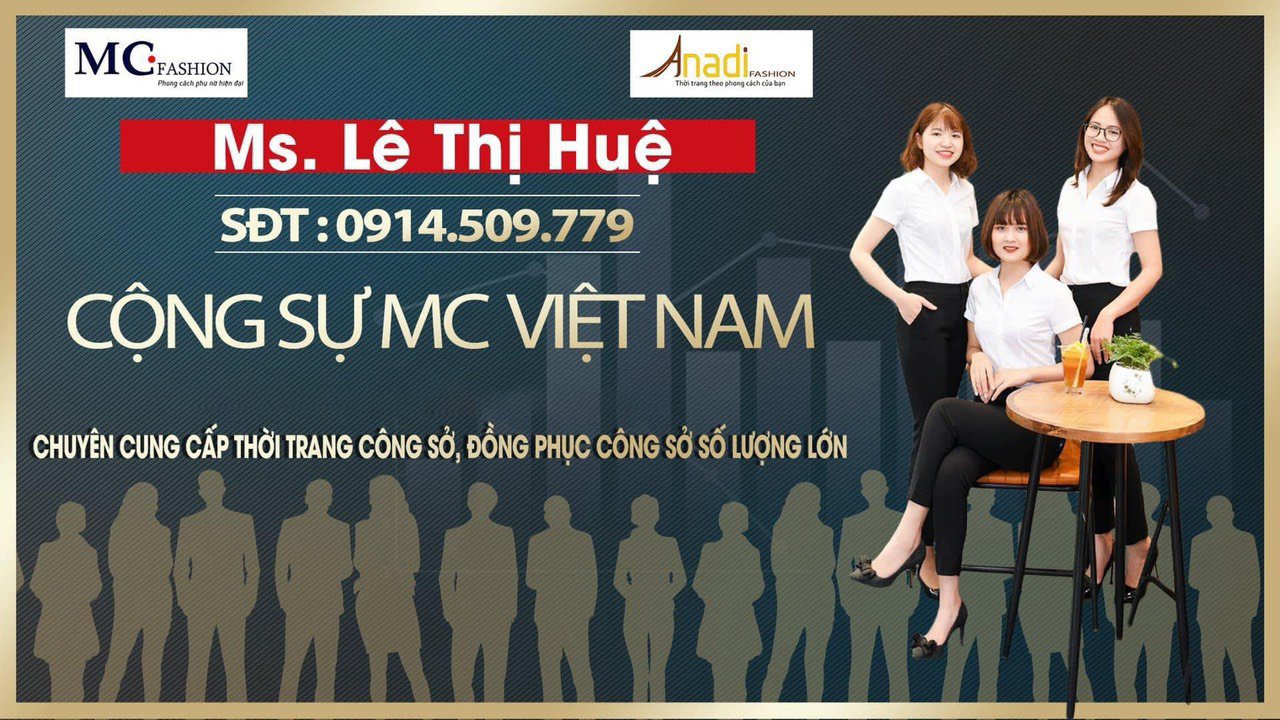 MC FASHION
Phong cách phụ nữ hiện đại
Anadi FASHION
Thời trang theo phong cách của bạn
Ms. Lê Thị Huệ
SĐT : 0914.509.779
CỘNG SỰ MC VIỆT NAM
CHUYÊN CUNG CẤP THỜI TRANG CÔNG SỞ, ĐỒNG PHỤC CÔNG SỞ SỐ LƯỢNG LỚN